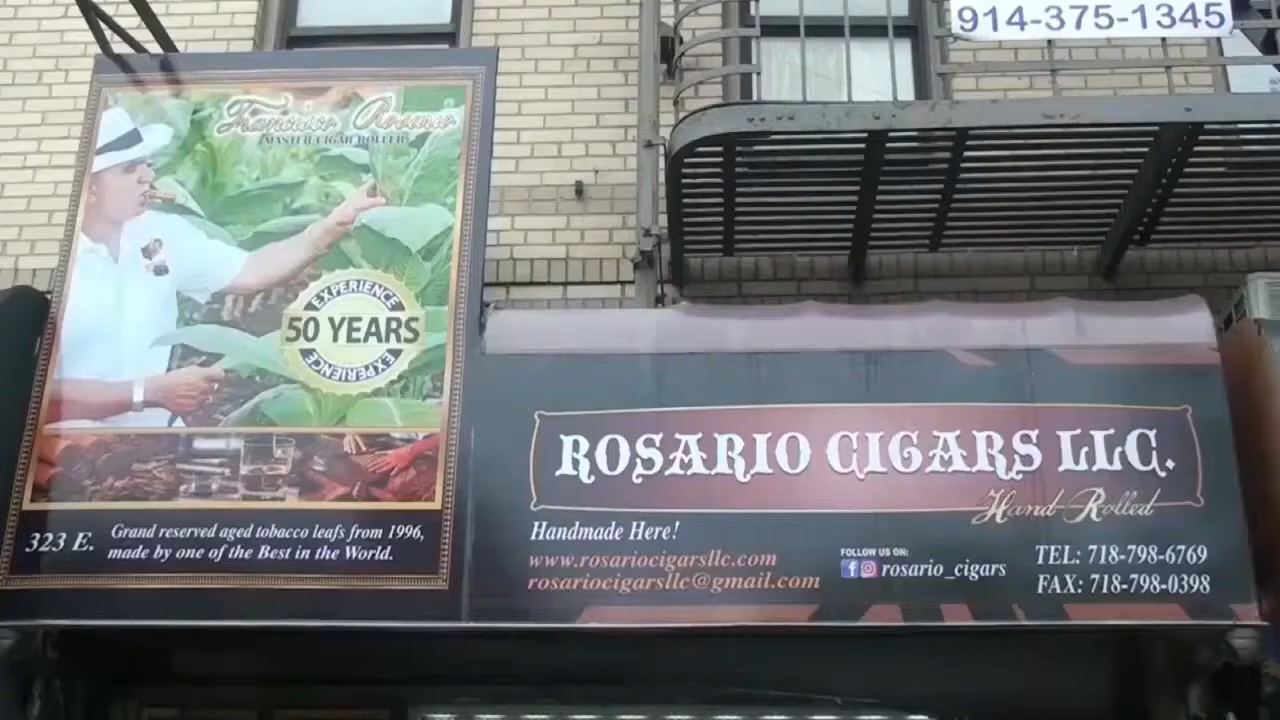 914-375-1345
Francisco Rosario
MASTER CIGAR ROLLER
EXPERIENCE
50 YEARS
EXPERIENCE
323 E.
Grand reserved aged tobacco leafs from 1996,
made by one of the Best in the World.
ROSARIO CIGARS LLC.
Hand Rolled
Handmade Here!
www.rosariocigarsllc.com
rosariocigarsllc@gmail.com
FOLLOW US ON:
rosario_cigars
TEL: 718-798-6769
FAX: 718-798-0398